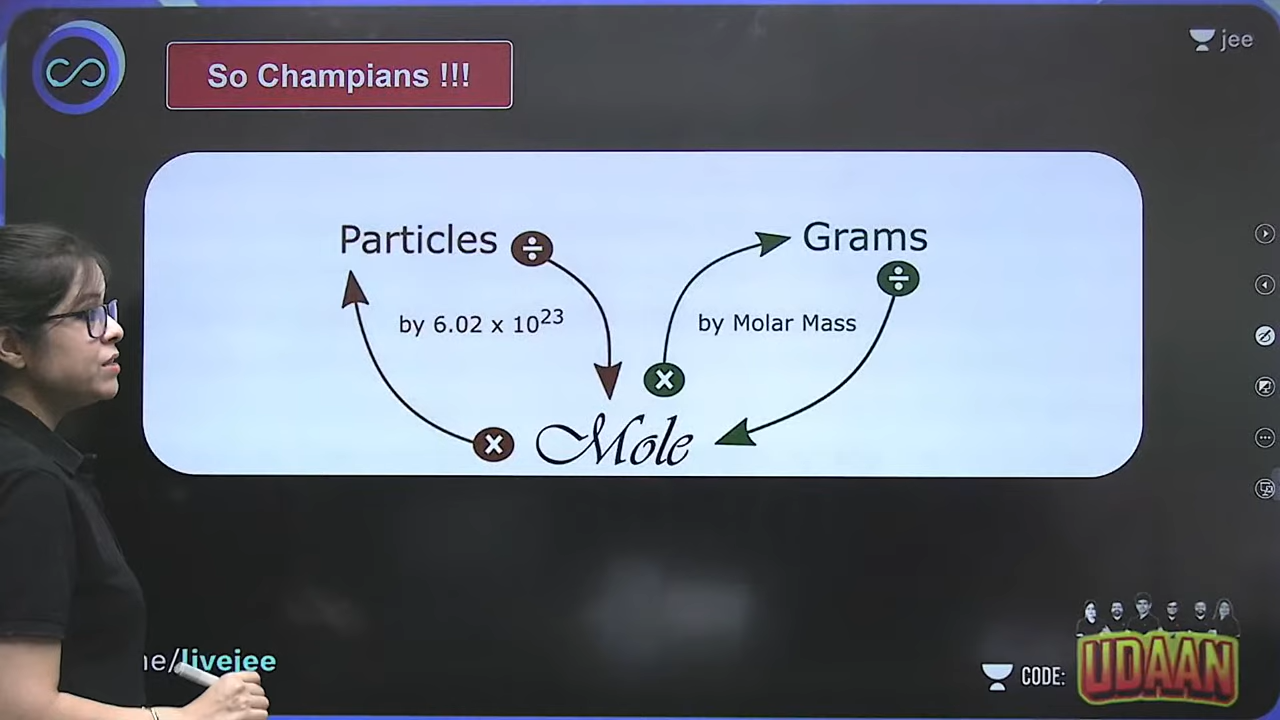 So Champians !!!
jee
Particles ÷
Grams
÷
by 6.02 x 10²³
by Molar Mass
×
× Mole
ne/livejee
CODE:
UDAAN